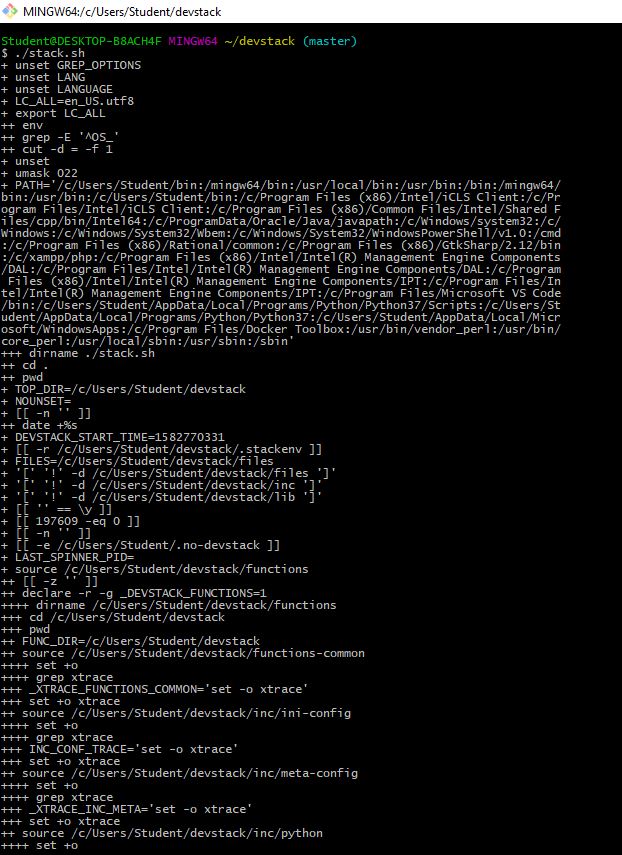 MINGW64:/c/Users/Student/devstack
Student@DESKTOP-B8ACH4F MINGW64 ~/devstack (master)
$ ./stack.sh
+ unset GREP_OPTIONS
+ unset LANG
+ unset LANGUAGE
+ LC_ALL=en_US.utf8
+ export LC_ALL
++ env
++ grep -E '^OS_'
++ cut -d = -f 1
+ unset
+ umask 022
+ PATH='/c/Users/Student/bin:/mingw64/bin:/usr/local/bin:/usr/bin:/bin:/mingw64/
bin:/usr/bin:/c/Users/Student/bin:/c/Program Files (x86)/Intel/iCLS Client:/c/Pr
ogram Files/Intel/iCLS Client:/c/Program Files (x86)/Common Files/Intel/Shared F
iles/cpp/bin/Intel64:/c/ProgramData/Oracle/Java/javapath:/c/Windows/system32:/c/
Windows:/c/Windows/System32/Wbem:/c/Windows/System32/WindowsPowerShell/v1.0:/cmd
:/c/Program Files (x86)/Rational/common:/c/Program Files (x86)/GtkSharp/2.12/bin
:/c/xampp/php:/c/Program Files (x86)/Intel/Intel(R) Management Engine Components
/DAL:/c/Program Files/Intel/Intel(R) Management Engine Components/DAL:/c/Program
 Files (x86)/Intel/Intel(R) Management Engine Components/IPT:/c/Program Files/In
tel/Intel(R) Management Engine Components/IPT:/c/Program Files/Microsoft VS Code
/bin:/c/Users/Student/AppData/Local/Programs/Python/Python37/Scripts:/c/Users/St
udent/AppData/Local/Programs/Python/Python37:/c/Users/Student/AppData/Local/Micr
osoft/WindowsApps:/c/Program Files/Docker Toolbox:/usr/bin/vendor_perl:/usr/bin/
core_perl:/usr/local/sbin:/usr/sbin:/sbin'
+++ dirname ./stack.sh
++ cd .
++ pwd
+ TOP_DIR=/c/Users/Student/devstack
+ NOUNSET=
+ [[ -n '' ]]
++ date +%s
+ DEVSTACK_START_TIME=1582770331
+ [[ -r /c/Users/Student/devstack/.stackenv ]]
+ FILES=/c/Users/Student/devstack/files
+ '[' '!' -d /c/Users/Student/devstack/files ']'
+ '[' '!' -d /c/Users/Student/devstack/inc ']'
+ '[' '!' -d /c/Users/Student/devstack/lib ']'
+ [[ '' == \y ]]
+ [[ 197609 -eq 0 ]]
+ [[ -n '' ]]
+ [[ -e /c/Users/Student/.no-devstack ]]
+ LAST_SPINNER_PID=
+ source /c/Users/Student/devstack/functions
++ [[ -z '' ]]
++ declare -r -g _DEVSTACK_FUNCTIONS=1
++++ dirname /c/Users/Student/devstack/functions
+++ cd /c/Users/Student/devstack
+++ pwd
++ FUNC_DIR=/c/Users/Student/devstack
++ source /c/Users/Student/devstack/functions-common
++++ set +o
++++ grep xtrace
+++ _XTRACE_FUNCTIONS_COMMON='set -o xtrace'
+++ set +o xtrace
++ source /c/Users/Student/devstack/inc/ini-config
++++ set +o
++++ grep xtrace
+++ INC_CONF_TRACE='set -o xtrace'
+++ set +o xtrace
++ source /c/Users/Student/devstack/inc/meta-config
++++ set +o
++++ grep xtrace
+++ _XTRACE_INC_META='set -o xtrace'
+++ set +o xtrace
++ source /c/Users/Student/devstack/inc/python
++++ set +o